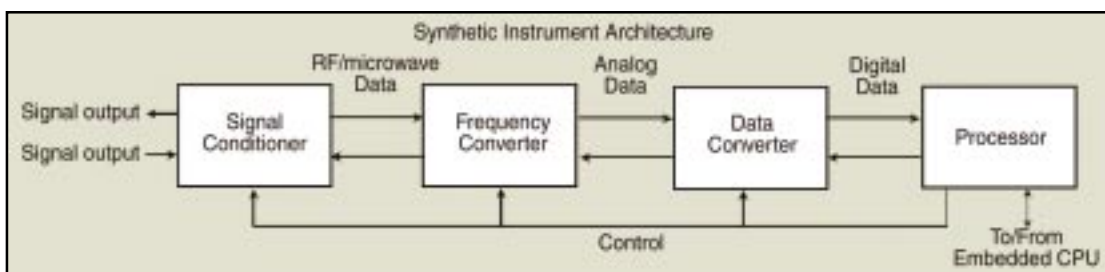 Synthetic Instrument Architecture
RF/microwave
Data
Analog
Data
Digital
Data
Signal output
Signal output
Signal
Conditioner
Frequency
Converter
Data
Converter
Processor
Control
To/From
Embedded CPU